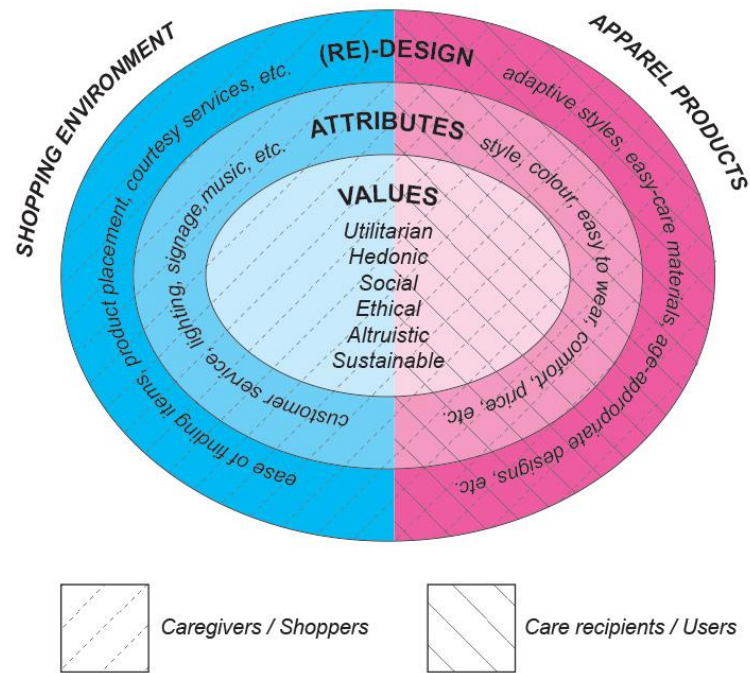 SHOPPING ENVIRONMENT
APPAREL PRODUCTS
(RE)-DESIGN
ease of finding items, product placement, courtesy services, etc.
adaptive styles, easy-care materials, age-appropriate designs, etc.
ATTRIBUTES
customer service, lighting, signage, music, etc.
style, colour, easy to wear, comfort, price, etc.
VALUES
Utilitarian
Hedonic
Social
Ethical
Altruistic
Sustainable
Caregivers / Shoppers
Care recipients / Users